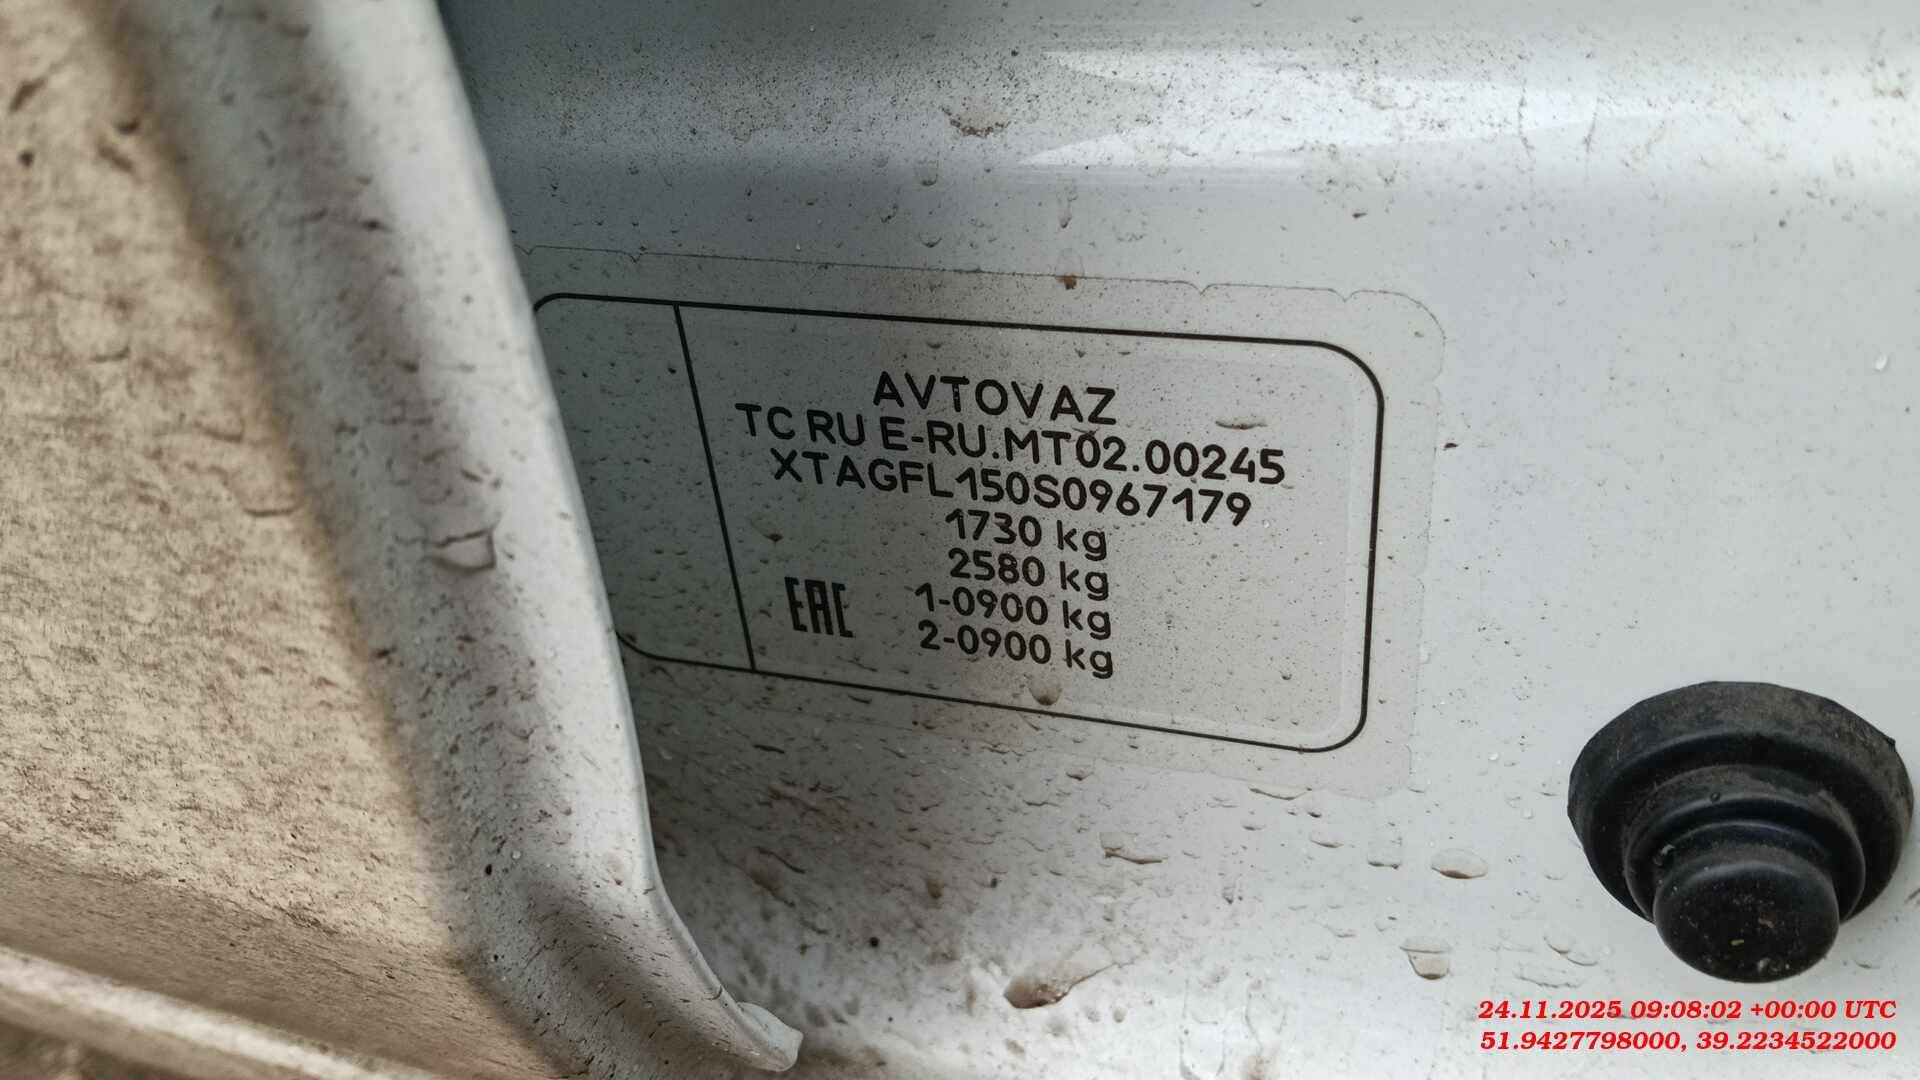 AVTOVAZ
TC RU E-RU.MT02.00245
XTAGFL150S0967179
1730 kg
2580 kg
1-0900 kg
EAC
2-0900 kg
24.11.2025 09:08:02 +00:00 UTC
51.9427798000, 39.2234522000